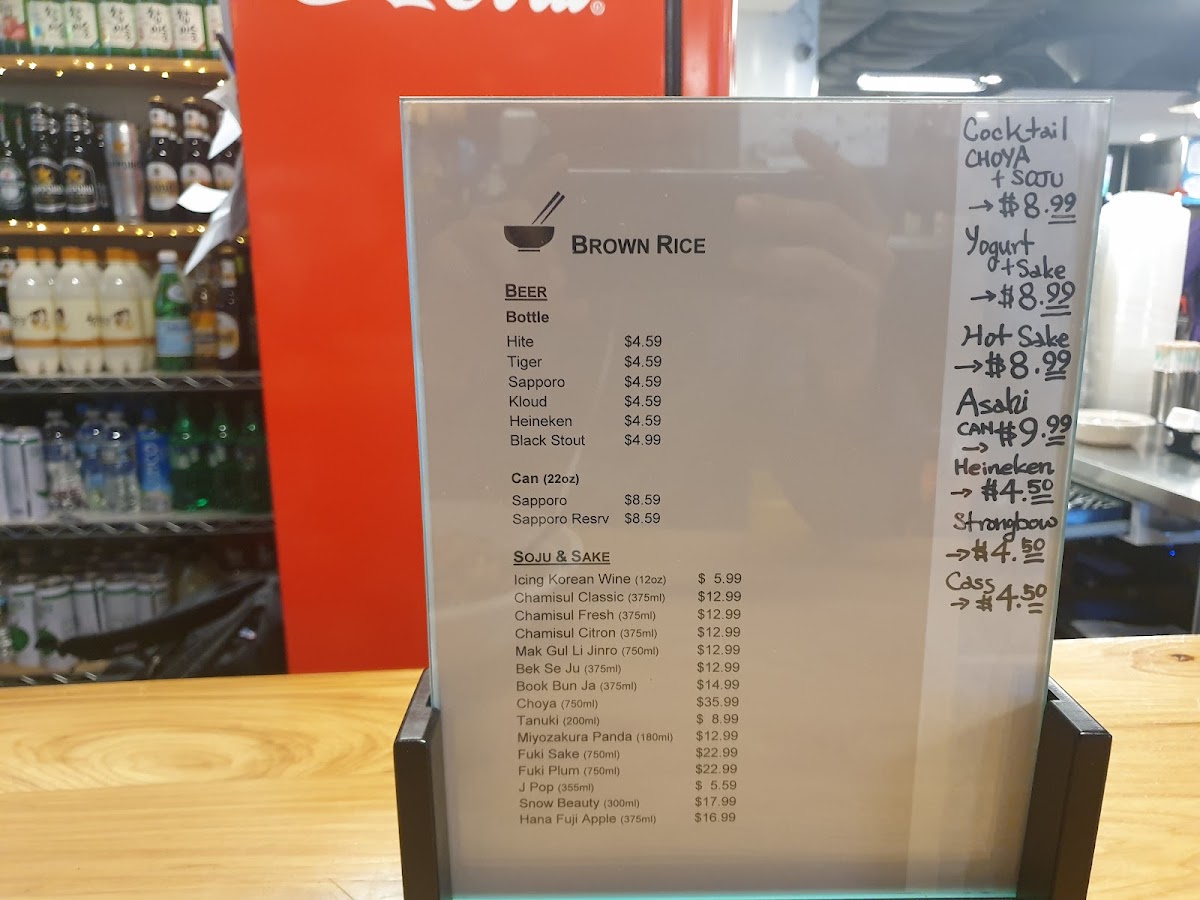 BROWN RICE
BEER
Bottle
Hite $4.59
Tiger $4.59
Sapporo $4.59
Kloud $4.59
Heineken $4.59
Black Stout $4.99
Can (22oz)
Sapporo $8.59
Sapporo Resrv $8.59
SOJU & SAKE
Icing Korean Wine (12oz) $ 5.99
Chamisul Classic (375ml) $12.99
Chamisul Fresh (375ml) $12.99
Chamisul Citron (375ml) $12.99
Mak Gul Li Jinro (750ml) $12.99
Bek Se Ju (375ml) $12.99
Book Bun Ja (375ml) $14.99
Choya (750ml) $35.99
Tanuki (200ml) $ 8.99
Miyozakura Panda (180ml) $12.99
Fuki Sake (750ml) $22.99
Fuki Plum (750ml) $22.99
J Pop (355ml) $ 5.59
Snow Beauty (300ml) $17.99
Hana Fuji Apple (375ml) $16.99
Cocktail
CHOYA
+ SOJU
→ $8.99
Yogurt
+ Sake
→ $8.99
Hot Sake
→ $8.99
Asahi
CAN $9.99
→
Heineken
→ $4.50
Strongbow
→ $4.50
Cass
→ $4.50
SAPPORO